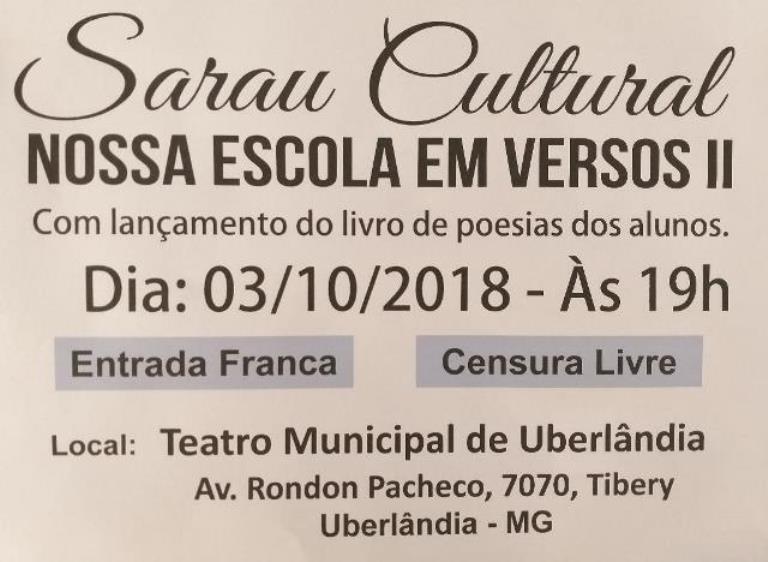 Sarau Cultural
NOSSA ESCOLA EM VERSOS II
Com lançamento do livro de poesias dos alunos.
Dia: 03/10/2018 - Às 19h
Entrada Franca Censura Livre
Local: Teatro Municipal de Uberlândia
Av. Rondon Pacheco, 7070, Tibery
Uberlândia - MG